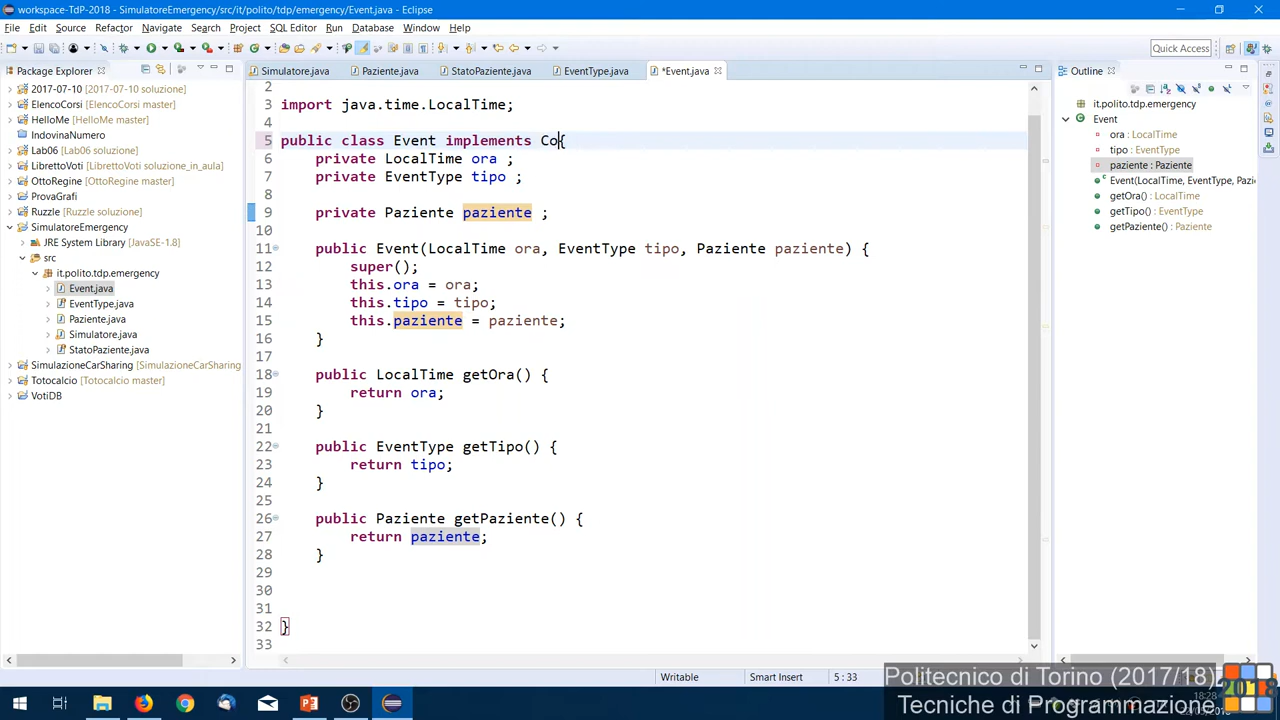 workspace-TdP-2018 - SimulatoreEmergency/src/it/polito/tdp/emergency/Event.java - Eclipse
File Edit Source Refactor Navigate Search Project SQL Editor Run Database Window Help
Quick Access
Package Explorer
2017-07-10 [2017-07-10 soluzione]
ElencoCorsi [ElencoCorsi master]
HelloMe [HelloMe master]
IndovinaNumero
Lab06 [Lab06 soluzione]
LibrettoVoti [LibrettoVoti soluzione_in_aula]
OttoRegine [OttoRegine master]
ProvaGrafi
Ruzzle [Ruzzle soluzione]
SimulatoreEmergency
JRE System Library [JavaSE-1.8]
src
it.polito.tdp.emergency
Event.java
EventType.java
Paziente.java
Simulatore.java
StatoPaziente.java
SimulazioneCarSharing [SimulazioneCarSharing
Totocalcio [Totocalcio master]
VotiDB
Simulatore.java Paziente.java StatoPaziente.java EventType.java *Event.java
2
3 import java.time.LocalTime;
4
5 public class Event implements Co{
6 private LocalTime ora ;
7 private EventType tipo ;
8
9 private Paziente paziente ;
10
11 public Event(LocalTime ora, EventType tipo, Paziente paziente) {
12 super();
13 this.ora = ora;
14 this.tipo = tipo;
15 this.paziente = paziente;
16 }
17
18 public LocalTime getOra() {
19 return ora;
20 }
21
22 public EventType getTipo() {
23 return tipo;
24 }
25
26 public Paziente getPaziente() {
27 return paziente;
28 }
29
30
31
32 }
33
Outline
it.polito.tdp.emergency
Event
ora : LocalTime
tipo : EventType
paziente : Paziente
Event(LocalTime, EventType, Pazie
getOra() : LocalTime
getTipo() : EventType
getPaziente() : Paziente
Writable Smart Insert 5 : 33
Politecnico di Torino (2017/18)
Tecniche di Programmazione
2018
18:28